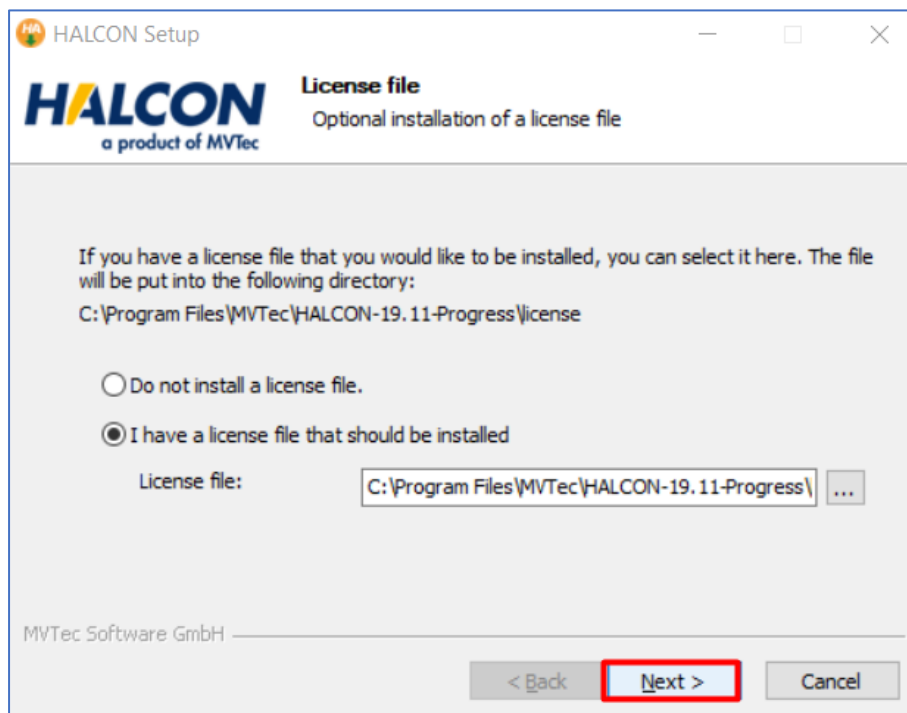 HA
HALCON Setup
HALCON
a product of MVTec
License file
Optional installation of a license file
If you have a license file that you would like to be installed, you can select it here. The file
will be put into the following directory:
C:\Program Files\MVTec\HALCON-19.11-Progress\license
Do not install a license file.
I have a license file that should be installed
License file:
C:\Program Files\MVTec\HALCON-19.11-Progress\
...
MVTec Software GmbH
< Back
Next >
Cancel